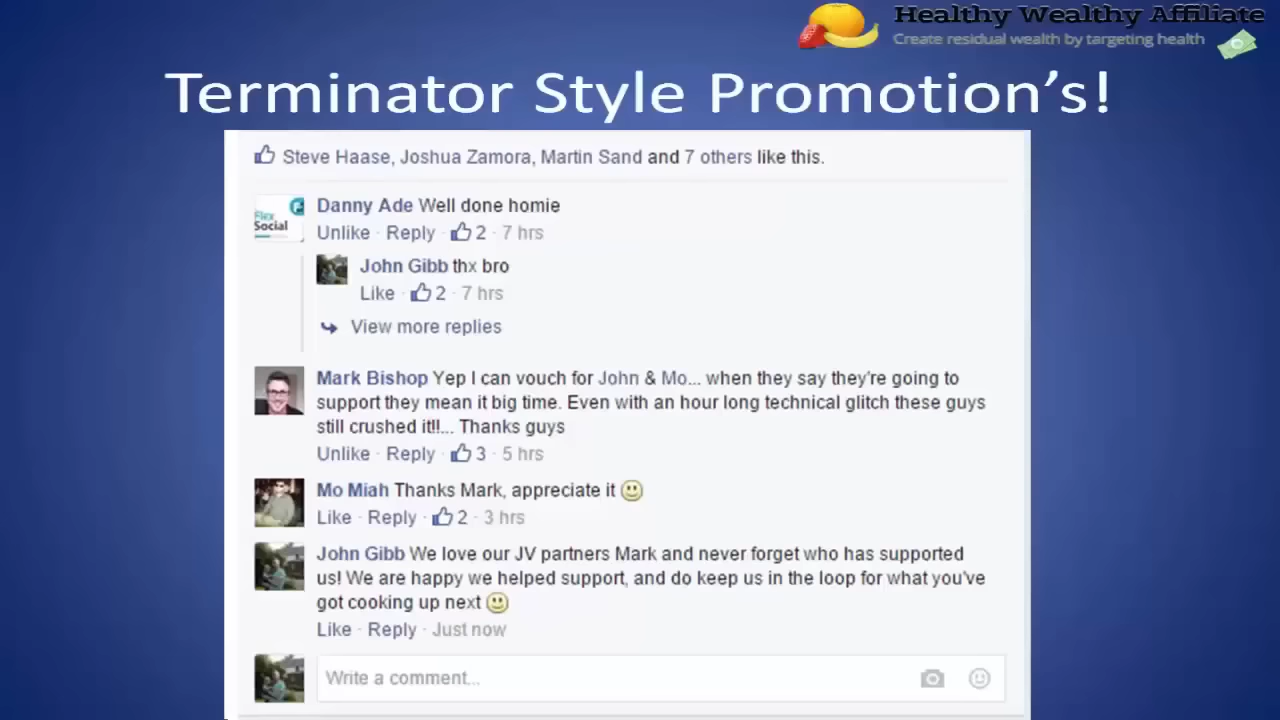 Healthy Wealthy Affiliate
Create residual wealth by targeting health
Terminator Style Promotion's!
Steve Haase, Joshua Zamora, Martin Sand and 7 others like this.
Flex
Social
Danny Ade Well done homie
Unlike · Reply · 2 · 7 hrs
John Gibb thx bro
Like · 2 · 7 hrs
View more replies
Mark Bishop Yep I can vouch for John & Mo... when they say they're going to
support they mean it big time. Even with an hour long technical glitch these guys
still crushed it!!... Thanks guys
Unlike · Reply · 3 · 5 hrs
Mo Miah Thanks Mark, appreciate it
Like · Reply · 2 · 3 hrs
John Gibb We love our JV partners Mark and never forget who has supported
us! We are happy we helped support, and do keep us in the loop for what you've
got cooking up next
Like · Reply · Just now
Write a comment...